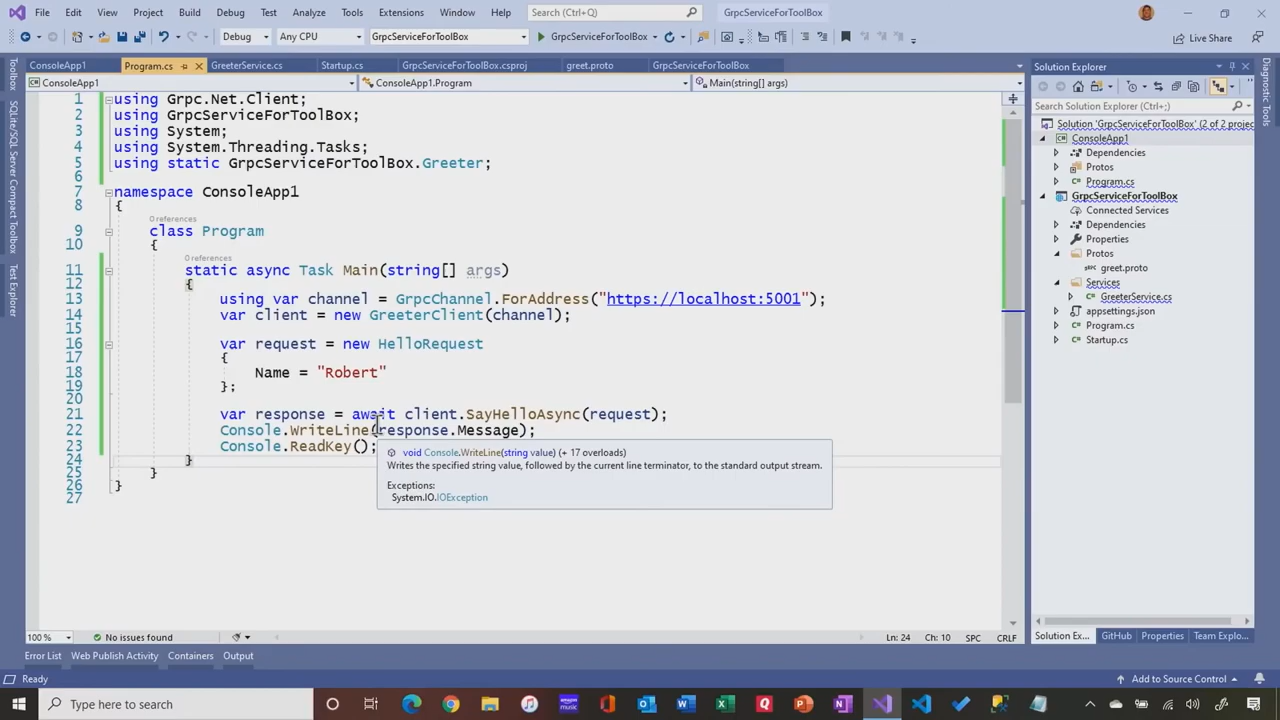 File Edit View Git Project Build Debug Test Analyze Tools Extensions Window Help Search (Ctrl+Q) GrpcServiceForToolBox
Debug Any CPU GrpcServiceForToolBox GrpcServiceForToolBox Live Share
ConsoleApp1 Program.cs GreeterService.cs Startup.cs GrpcServiceForToolBox.csproj greet.proto GrpcServiceForToolBox
ConsoleApp1 ConsoleApp1.Program Main(string[] args)
Toolbox
SQLite/SQL Server Compact Toolbox
Test Explorer
1 using Grpc.Net.Client;
2 using GrpcServiceForToolBox;
3 using System;
4 using System.Threading.Tasks;
5 using static GrpcServiceForToolBox.Greeter;
6
7 namespace ConsoleApp1
8 {
0 references
9 class Program
10 {
0 references
11 static async Task Main(string[] args)
12 {
13 using var channel = GrpcChannel.ForAddress("https://localhost:5001");
14 var client = new GreeterClient(channel);
15
16 var request = new HelloRequest
17 {
18 Name = "Robert"
19 };
20
21 var response = await client.SayHelloAsync(request);
22 Console.WriteLine(response.Message);
23 Console.ReadKey();
24 }
25 }
26 }
27
void Console.WriteLine(string value) (+ 17 overloads)
Writes the specified string value, followed by the current line terminator, to the standard output stream.
Exceptions:
System.IO.IOException
Solution Explorer
Search Solution Explorer (Ctrl+;)
Solution 'GrpcServiceForToolBox' (2 of 2 projec
ConsoleApp1
Dependencies
Protos
Program.cs
GrpcServiceForToolBox
Connected Services
Dependencies
Properties
Protos
greet.proto
Services
GreeterService.cs
appsettings.json
Program.cs
Startup.cs
Diagnostic Tools
100 % No issues found Ln: 24 Ch: 10 SPC CRLF
Solution Ex... GitHub Properties Team Explo...
Error List Web Publish Activity Containers Output
Ready Add to Source Control
Type here to search